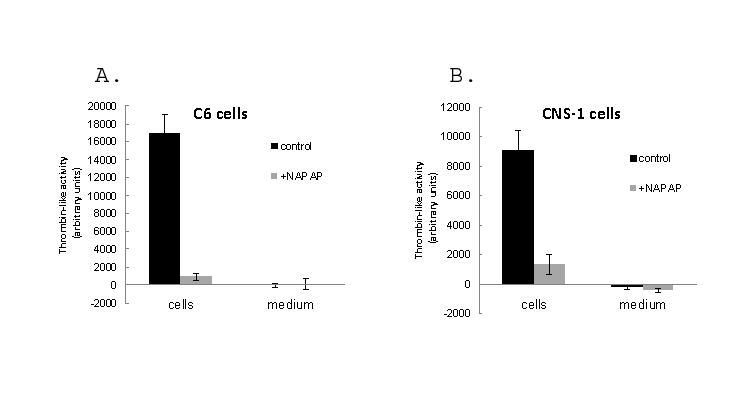 A.
C6 cells
20000
18000
16000
14000
12000
10000
8000
6000
4000
2000
0
-2000
Thrombin-like activity
(arbitrary units)
control
+NAPAP
cells
medium
B.
CNS-1 cells
12000
10000
8000
6000
4000
2000
0
-2000
Thrombin-like activity
(arbitrary units)
control
+NAPAP
cells
medium